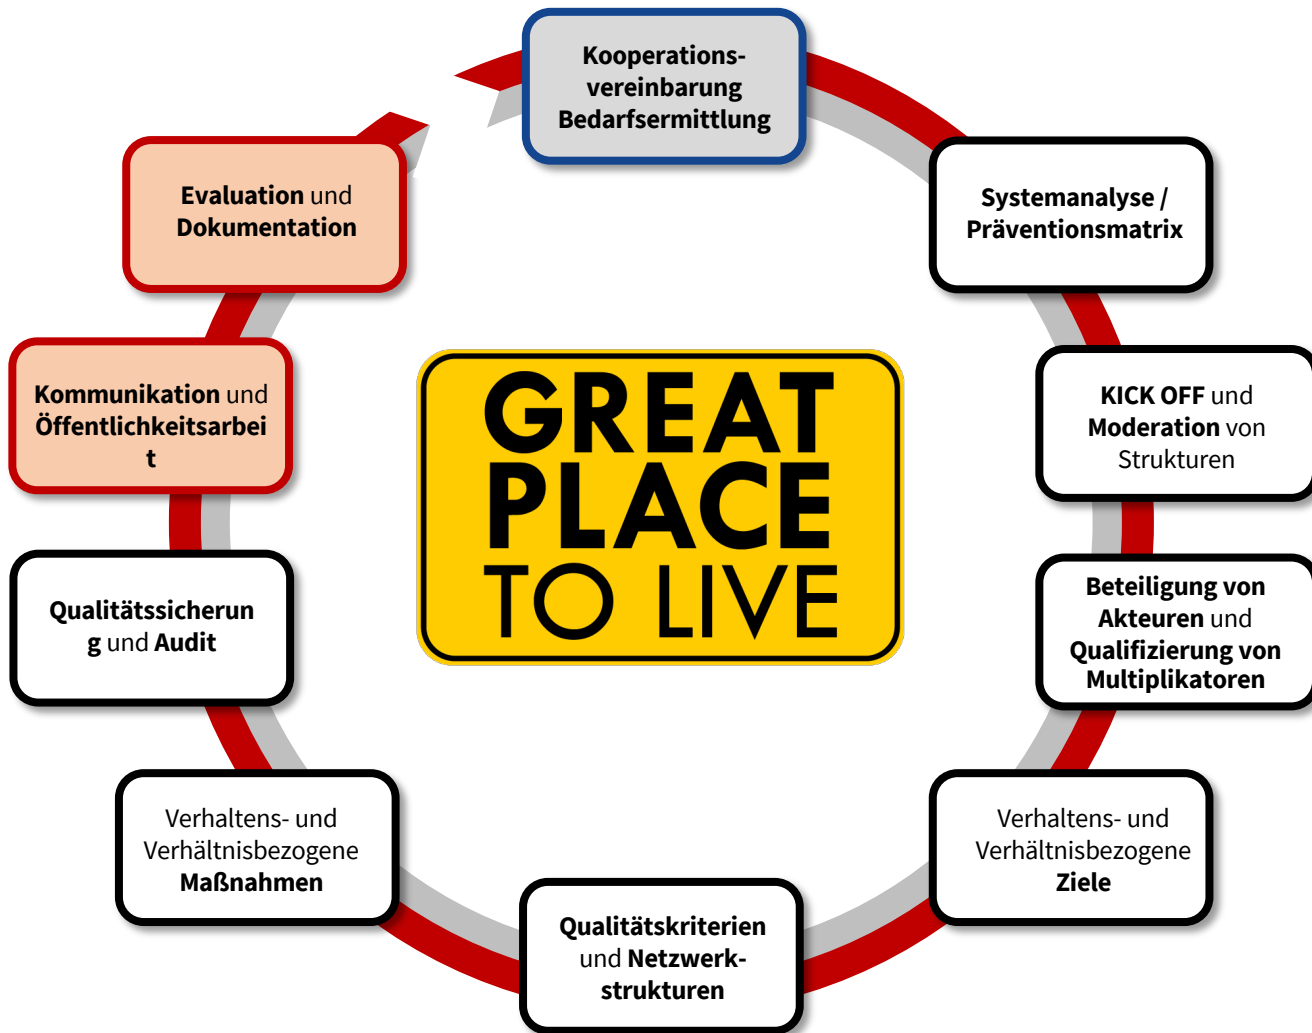 Kooperations-
vereinbarung
Bedarfsermittlung
Systemanalyse /
Präventionsmatrix
KICK OFF und
Moderation von
Strukturen
Beteiligung von
Akteuren und
Qualifizierung von
Multiplikatoren
Verhaltens- und
Verhältnisbezogene
Ziele
Qualitätskriterien
und Netzwerk-
strukturen
Verhaltens- und
Verhältnisbezogene
Maßnahmen
Qualitätssicherun
g und Audit
Kommunikation und
Öffentlichkeitsarbei
t
Evaluation und
Dokumentation
GREAT
PLACE
TO LIVE